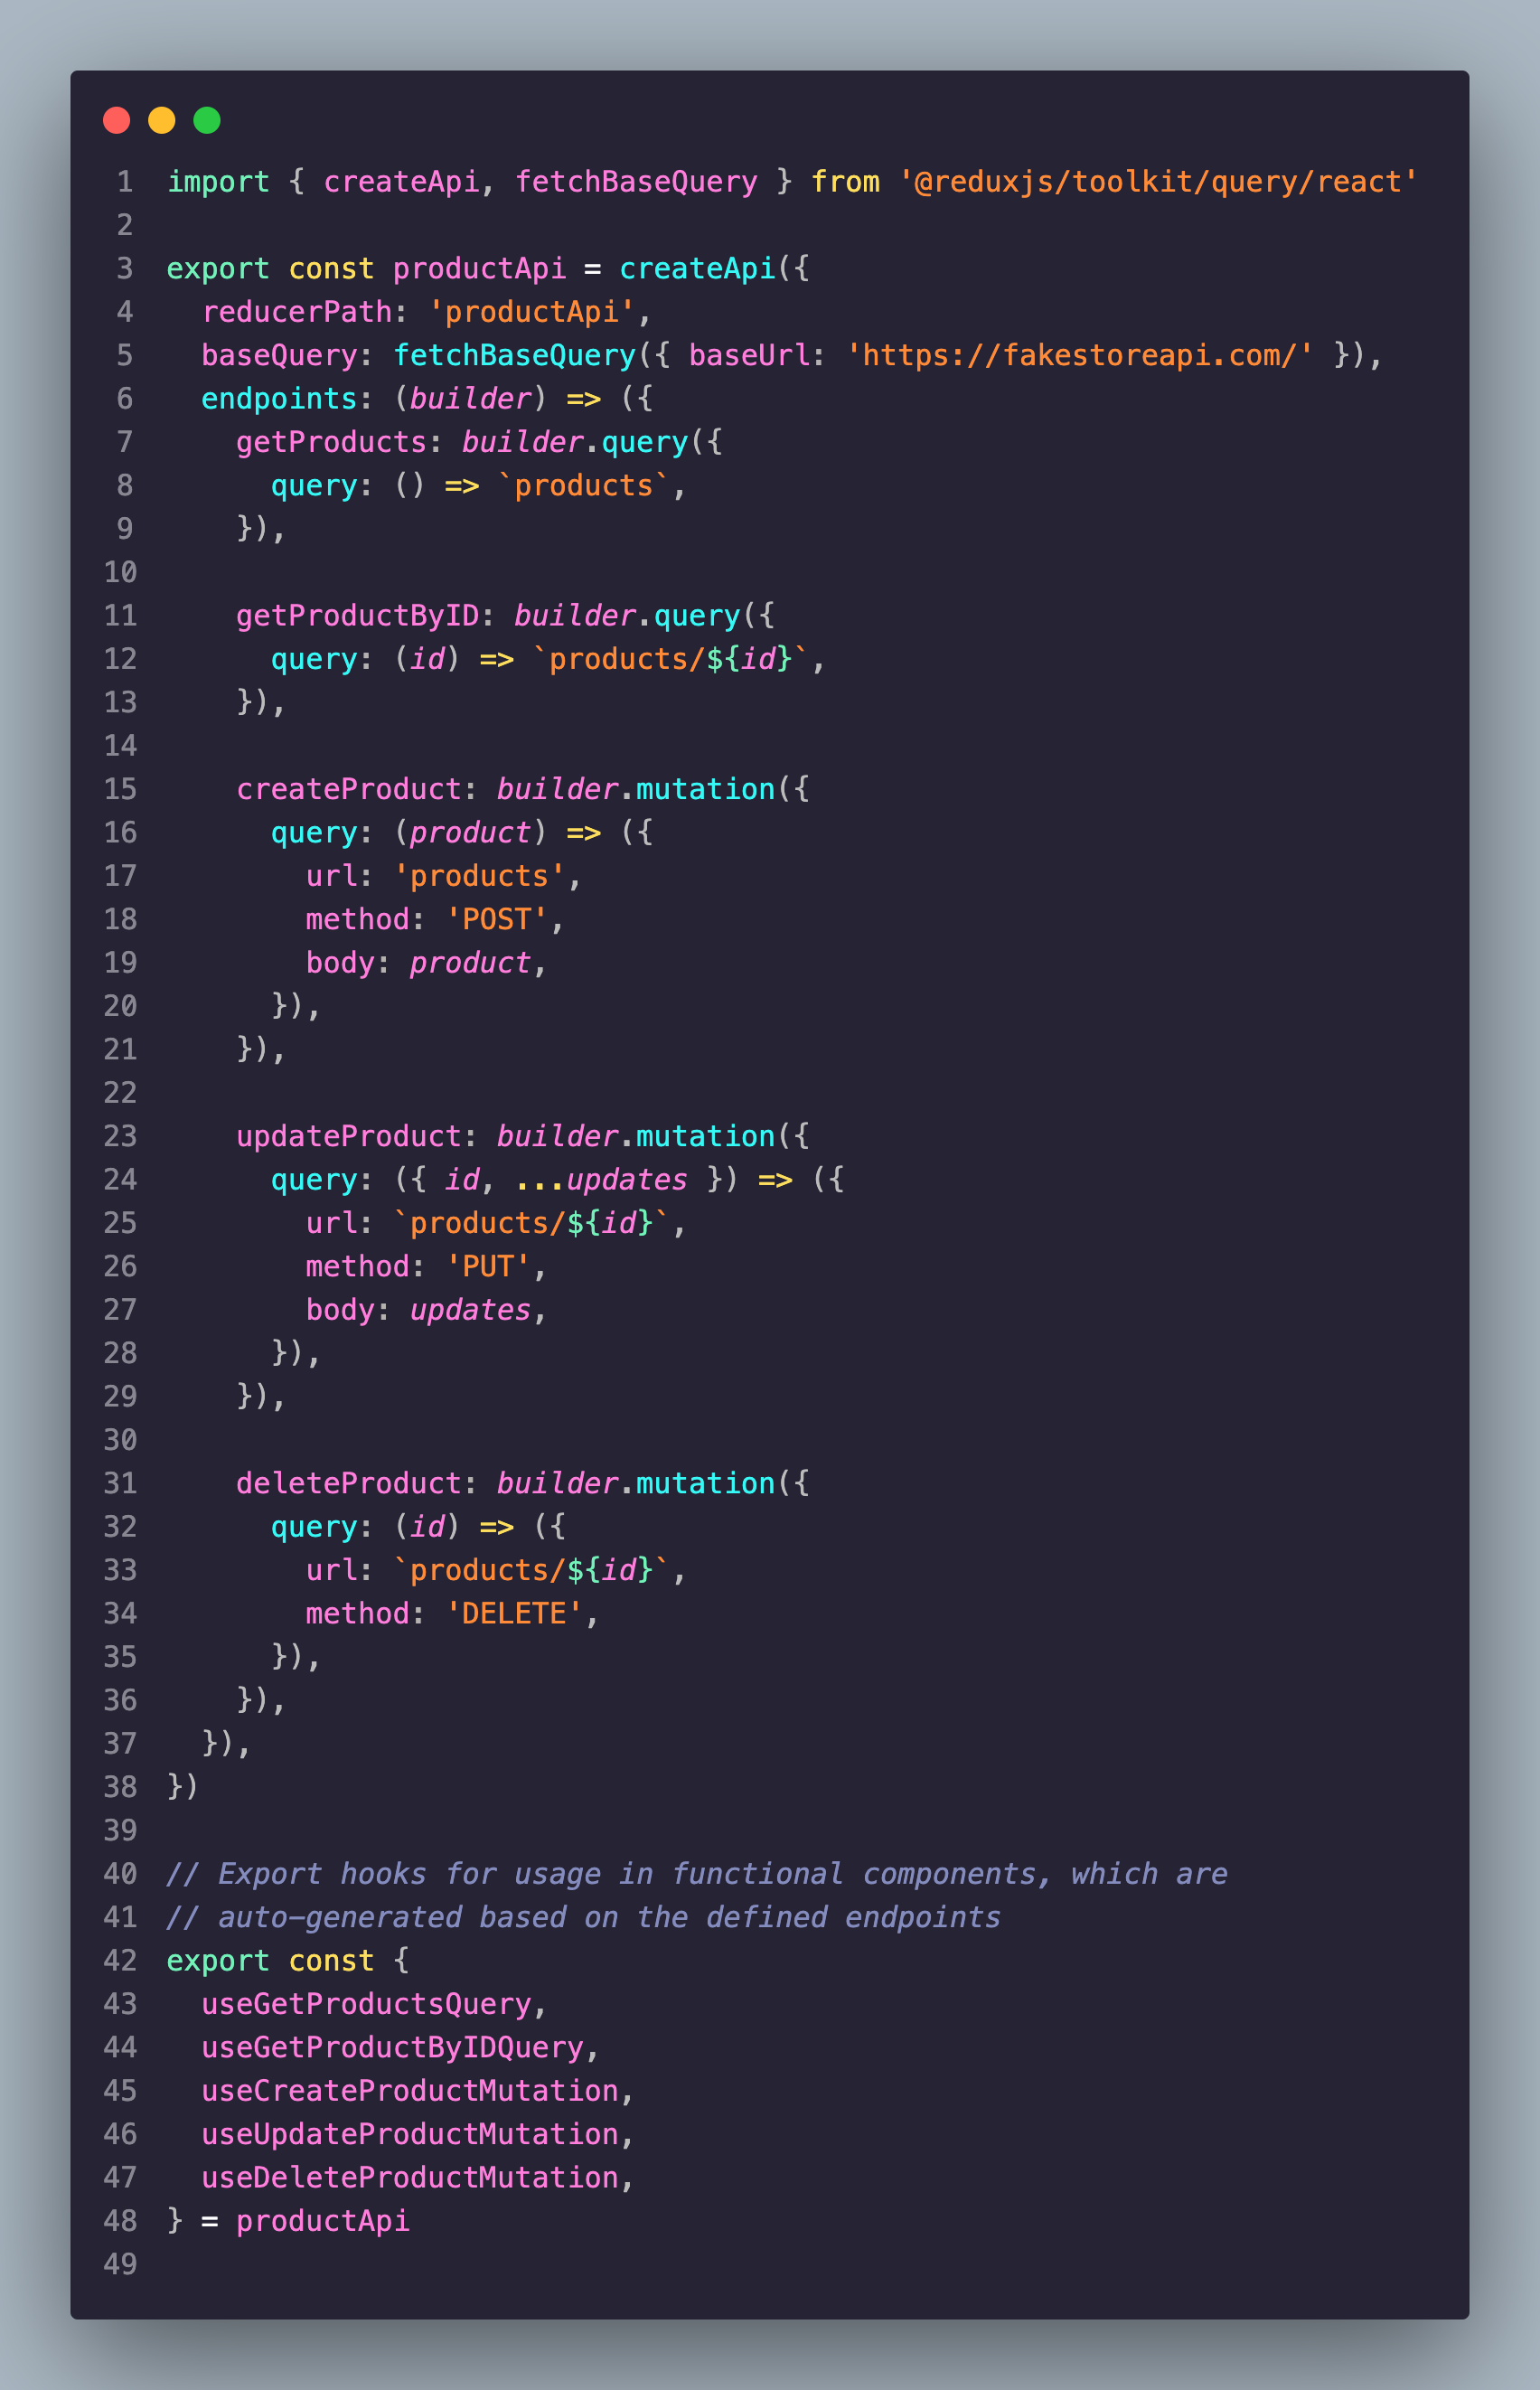 1 import { createApi, fetchBaseQuery } from '@reduxjs/toolkit/query/react'
2
3 export const productApi = createApi({
4   reducerPath: 'productApi',
5   baseQuery: fetchBaseQuery({ baseUrl: 'https://fakestoreapi.com/' }),
6   endpoints: (builder) => ({
7     getProducts: builder.query({
8       query: () => `products`,
9     }),
10
11     getProductByID: builder.query({
12       query: (id) => `products/${id}`,
13     }),
14
15     createProduct: builder.mutation({
16       query: (product) => ({
17         url: 'products',
18         method: 'POST',
19         body: product,
20       }),
21     }),
22
23     updateProduct: builder.mutation({
24       query: ({ id, ...updates }) => ({
25         url: `products/${id}`,
26         method: 'PUT',
27         body: updates,
28       }),
29     }),
30
31     deleteProduct: builder.mutation({
32       query: (id) => ({
33         url: `products/${id}`,
34         method: 'DELETE',
35       }),
36     }),
37   }),
38 })
39
40 // Export hooks for usage in functional components, which are
41 // auto-generated based on the defined endpoints
42 export const {
43   useGetProductsQuery,
44   useGetProductByIDQuery,
45   useCreateProductMutation,
46   useUpdateProductMutation,
47   useDeleteProductMutation,
48 } = productApi
49